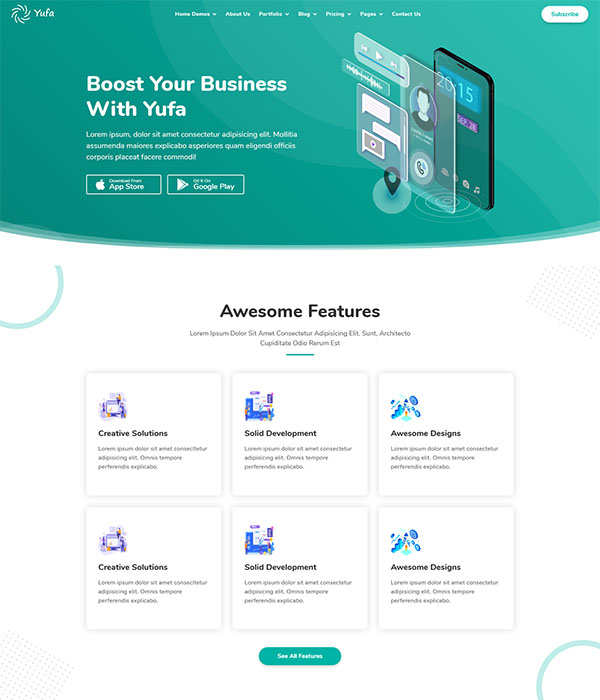 Yufa
Home Demos
About Us
Portfolio
Blog
Pricing
Pages
Contact Us
Subscribe
Boost Your Business
With Yufa
Lorem ipsum, dolor sit amet consectetur adipisicing elit. Mollitia
assumenda maiores explicabo asperiores quam eligendi officiis
corporis placeat facere commodi!
Download From
App Store
Git It On
Google Play
20:15
SEP, 28
Awesome Features
Lorem Ipsum Dolor Sit Amet Consectetur Adipisicing Elit. Sunt, Architecto
Cupiditate Odio Rerum Est
Creative Solutions
Lorem ipsum dolor sit amet consectetur
adipisicing elit. Omnis tempore
perferendis explicabo.
Solid Development
Lorem ipsum dolor sit amet consectetur
adipisicing elit. Omnis tempore
perferendis explicabo.
Awesome Designs
Lorem ipsum dolor sit amet consectetur
adipisicing elit. Omnis tempore
perferendis explicabo.
Creative Solutions
Lorem ipsum dolor sit amet consectetur
adipisicing elit. Omnis tempore
perferendis explicabo.
Solid Development
Lorem ipsum dolor sit amet consectetur
adipisicing elit. Omnis tempore
perferendis explicabo.
Awesome Designs
Lorem ipsum dolor sit amet consectetur
adipisicing elit. Omnis tempore
perferendis explicabo.
See All Features